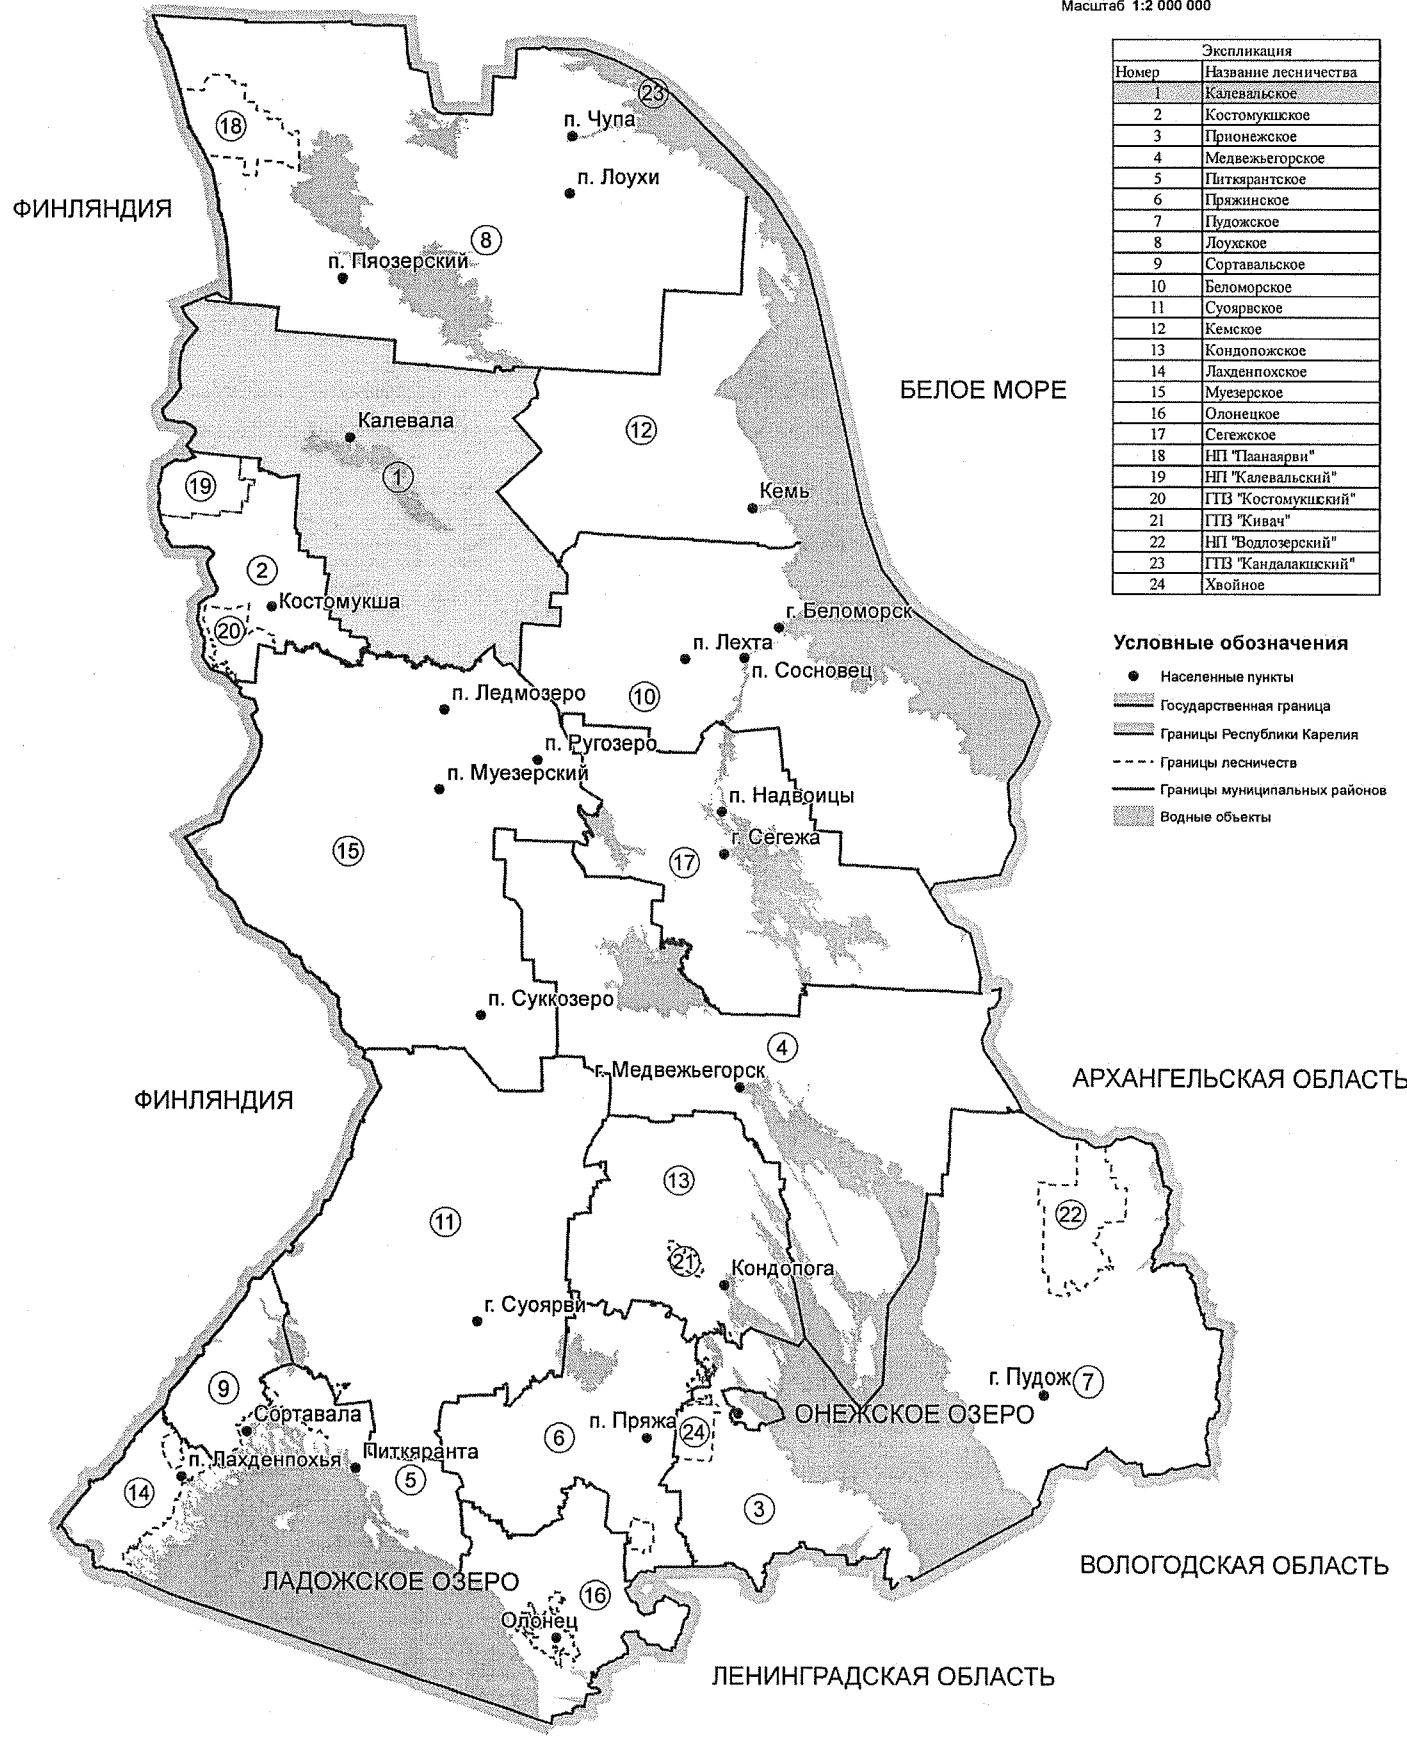 Масштаб 1:2 000 000
Экспликация
Номер Название лесничества
1 Калевальское
2 Костомукшское
3 Прионежское
4 Медвежьегорское
5 Питкярантское
6 Пряжинское
7 Пудожское
8 Лоухское
9 Сортавальское
10 Беломорское
11 Суоярвское
12 Кемское
13 Кондопожское
14 Лахденпохское
15 Муезерское
16 Олонецкое
17 Сегежское
18 НП "Паанаярви"
19 НП "Калевальский"
20 ГПЗ "Костомукшский"
21 ГПЗ "Кивач"
22 НП "Водлозерский"
23 ГПЗ "Кандалакшский"
24 Хвойное
Условные обозначения
Населенные пункты
Государственная граница
Границы Республики Карелия
Границы лесничеств
Границы муниципальных районов
Водные объекты
23
18
п. Чупа
п. Лоухи
ФИНЛЯНДИЯ
8
п. Пяозерский
БЕЛОЕ МОРЕ
Калевала
12
1
19
Кемь
2
Костомукша
20
г. Беломорск
п. Лехта
п. Сосновец
п. Ледмозеро
10
п. Ругозеро
п. Муезерский
п. Надвоицы
г. Сегежа
15
17
п. Суккозеро
4
г. Медвежьегорск
АРХАНГЕЛЬСКАЯ ОБЛАСТЬ
ФИНЛЯНДИЯ
13
22
11
21
Кондопога
г. Суоярви
г. Пудож
7
9
Сортавала
ОНЕЖСКОЕ ОЗЕРО
п. Пряжа
24
6
Питкяранта
п. Лахденпохья
5
14
3
ВОЛОГОДСКАЯ ОБЛАСТЬ
ЛАДОЖСКОЕ ОЗЕРО
16
Олонец
ЛЕНИНГРАДСКАЯ ОБЛАСТЬ